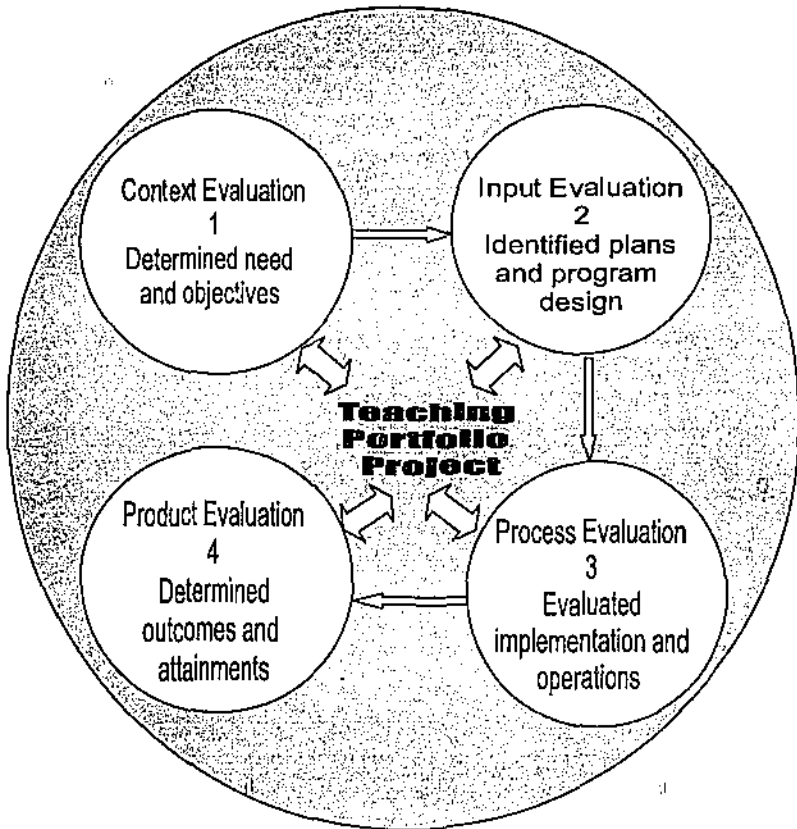 Context Evaluation
1
Determined need
and objectives
Input Evaluation
2
Identified plans
and program
design
Teaching
Portfolio
Project
Process Evaluation
3
Evaluated
implementation and
operations
Product Evaluation
4
Determined
outcomes and
attainments